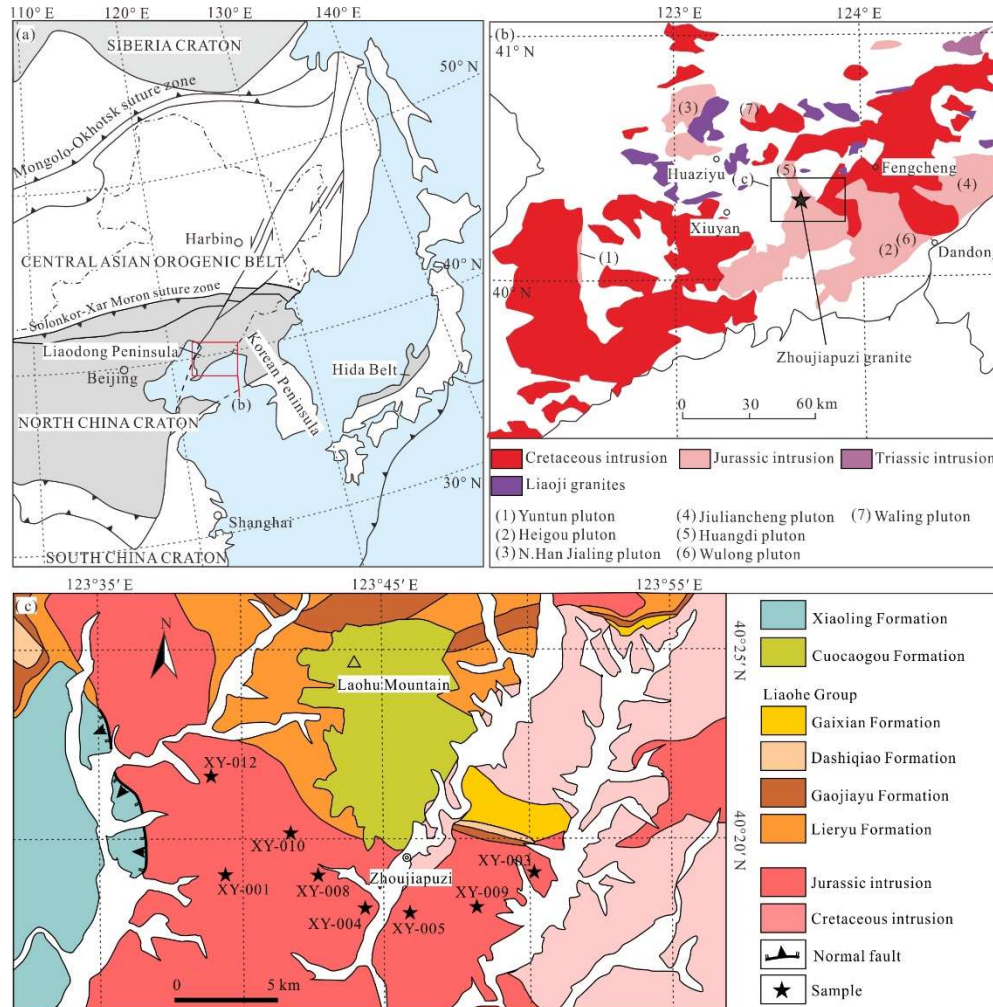 (a)
110°E
120°E
130°E
140°E
SIBERIA CRATON
50° N
Mongolo-Okhotsk suture zone
Harbin
CENTRAL ASIAN OROGENIC BELT
40° N
Solonkor-Xar Moron suture zone
Liaodong Peninsula
Beijing
Korean Peninsula
Hida Belt
(b)
NORTH CHINA CRATON
30° N
Shanghai
SOUTH CHINA CRATON
(b)
123°E
124°E
41° N
(3)
(7)
Huaziyu
(c)
(5)
Fengcheng
(4)
Xiuyan
(1)
(2)
(6)
Dandong
40° N
Zhoujiapuzi granite
0 30 60 km
Cretaceous intrusion
Jurassic intrusion
Triassic intrusion
Liaoji granites
(1) Yuntun pluton
(4) Jiuliancheng pluton
(7) Waling pluton
(2) Heigou pluton
(5) Huangdi pluton
(3) N.Han Jialing pluton
(6) Wulong pluton
(c)
123°35′ E
123°45′ E
123°55′ E
N
40°25′ N
Laohu Mountain
XY-012
XY-010
40°20′ N
XY-003
Zhoujiapuzi
XY-001
XY-008
XY-009
XY-004
XY-005
0 5 km
Xiaoling Formation
Cuocaogou Formation
Liaohe Group
Gaixian Formation
Dashiqiao Formation
Gaojiayu Formation
Lieryu Formation
Jurassic intrusion
Cretaceous intrusion
Normal fault
Sample